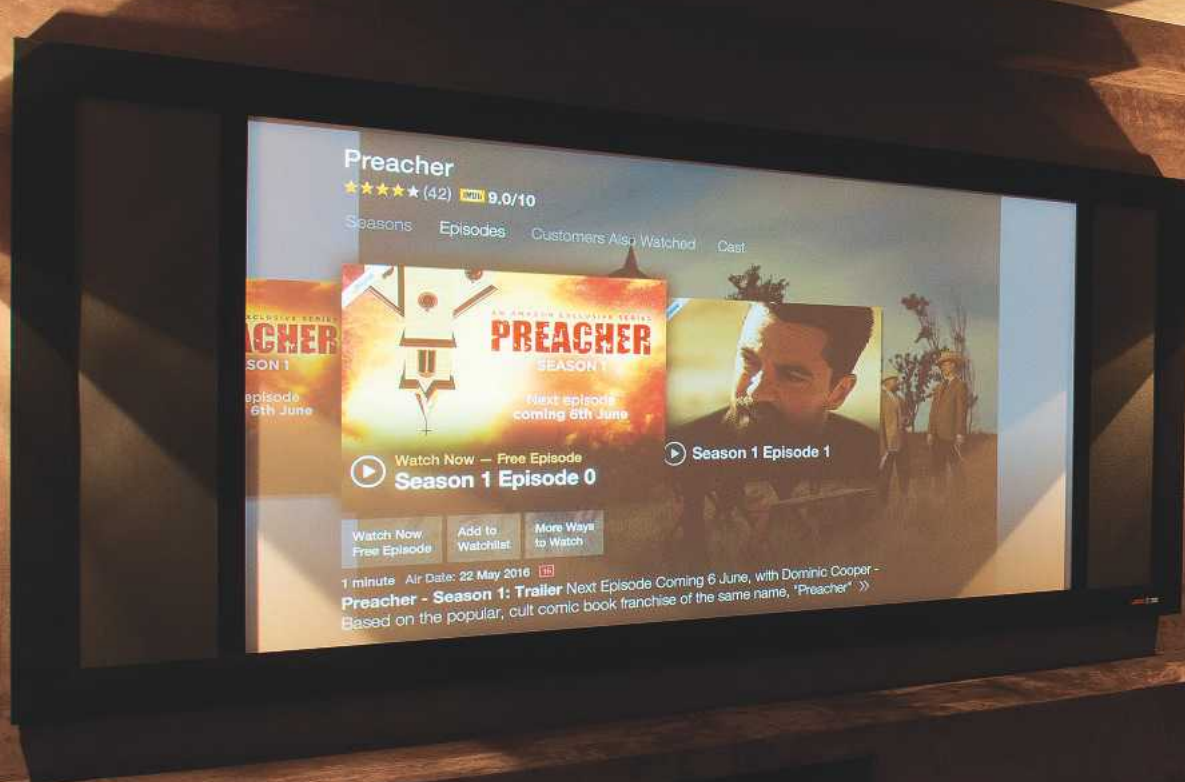 Preacher
(42) IMDb 9.0/10
Seasons Episodes Customers Also Watched Cast
EXCLUSIVE SERIES
ACHER
SON 1
episode
6th June
AN AMAZON EXCLUSIVE SERIES
PREACHER
SEASON 1
Next episode
coming 6th June
Watch Now — Free Episode
Season 1 Episode 0
Season 1 Episode 1
Watch Now
Free Episode
Add to
Watchlist
More Ways
to Watch
1 minute Air Date: 22 May 2016
Preacher - Season 1: Trailer Next Episode Coming 6 June, with Dominic Cooper -
Based on the popular, cult comic book franchise of the same name, "Preacher" »